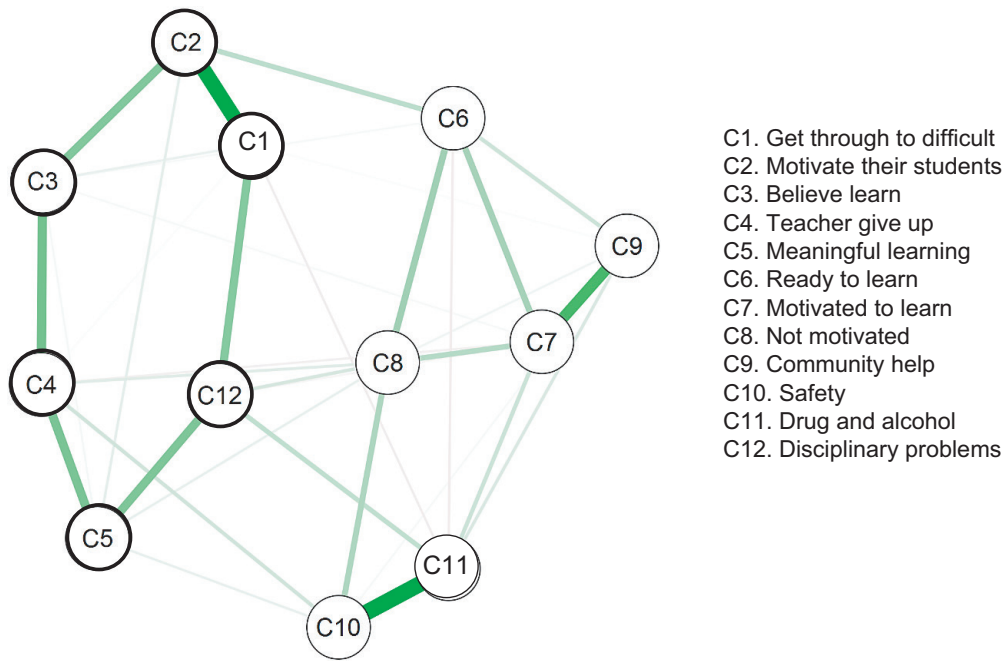 C2
C1
C6
C3
C9
C7
C8
C4
C12
C5
C11
C10
C1. Get through to difficult
C2. Motivate their students
C3. Believe learn
C4. Teacher give up
C5. Meaningful learning
C6. Ready to learn
C7. Motivated to learn
C8. Not motivated
C9. Community help
C10. Safety
C11. Drug and alcohol
C12. Disciplinary problems